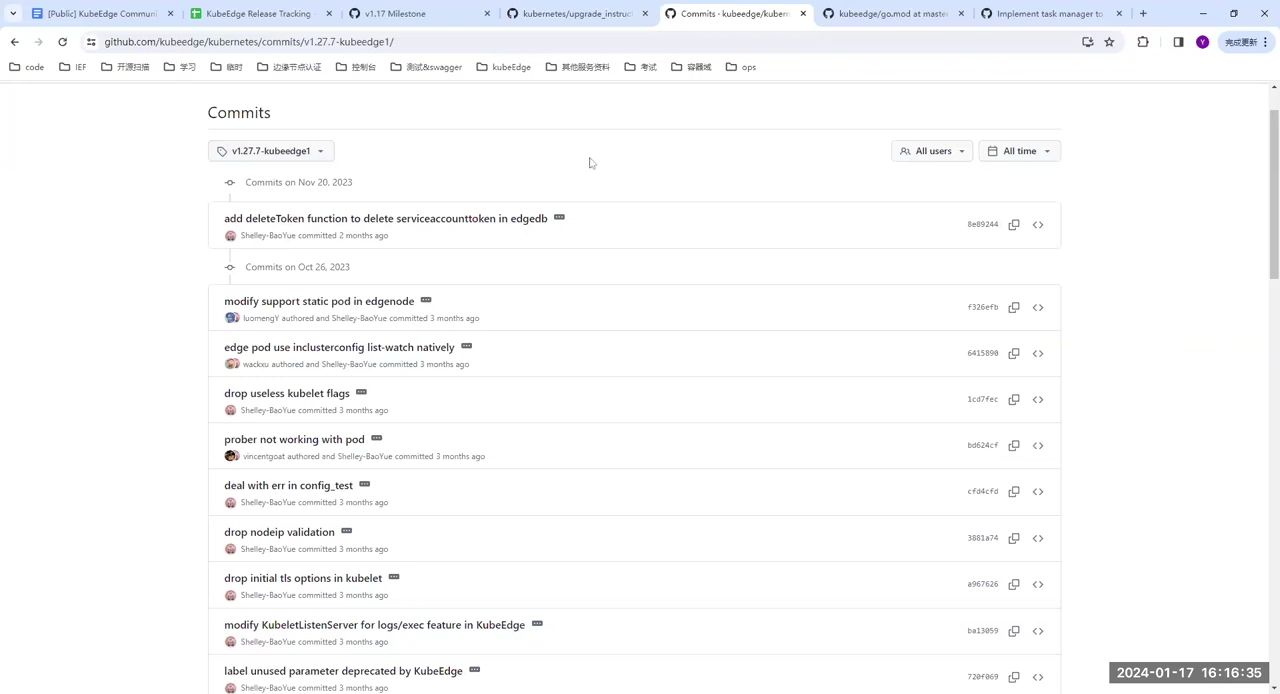 [Public] KubeEdge Communi
KubeEdge Release Tracking
v1.17 Milestone
kubernetes/upgrade_instruc
Commits · kubeedge/kubern
kubeedge/go.mod at maste
Implement task manager to
github.com/kubeedge/kubernetes/commits/v1.27.7-kubeedge1/
Y
完成更新
code
IEF
开源扫描
学习
临时
边缘节点认证
控制台
测试&swagger
kubeEdge
其他服务资料
考试
容器域
ops
Commits
v1.27.7-kubeedge1
All users
All time
Commits on Nov 20, 2023
add deleteToken function to delete serviceaccounttoken in edgedb
8e89244
Shelley-BaoYue committed 2 months ago
Commits on Oct 26, 2023
modify support static pod in edgenode
f326efb
luomengY authored and Shelley-BaoYue committed 3 months ago
edge pod use inclusterconfig list-watch natively
6415890
wackxu authored and Shelley-BaoYue committed 3 months ago
drop useless kubelet flags
1cd7fec
Shelley-BaoYue committed 3 months ago
prober not working with pod
bd624cf
vincentgoat authored and Shelley-BaoYue committed 3 months ago
deal with err in config_test
cfd4cfd
Shelley-BaoYue committed 3 months ago
drop nodeip validation
3881a74
Shelley-BaoYue committed 3 months ago
drop initial tls options in kubelet
a967626
Shelley-BaoYue committed 3 months ago
modify KubeletListenServer for logs/exec feature in KubeEdge
ba13059
Shelley-BaoYue committed 3 months ago
label unused parameter deprecated by KubeEdge
720f069
Shelley-BaoYue committed 3 months ago
2024-01-17 16:16:35